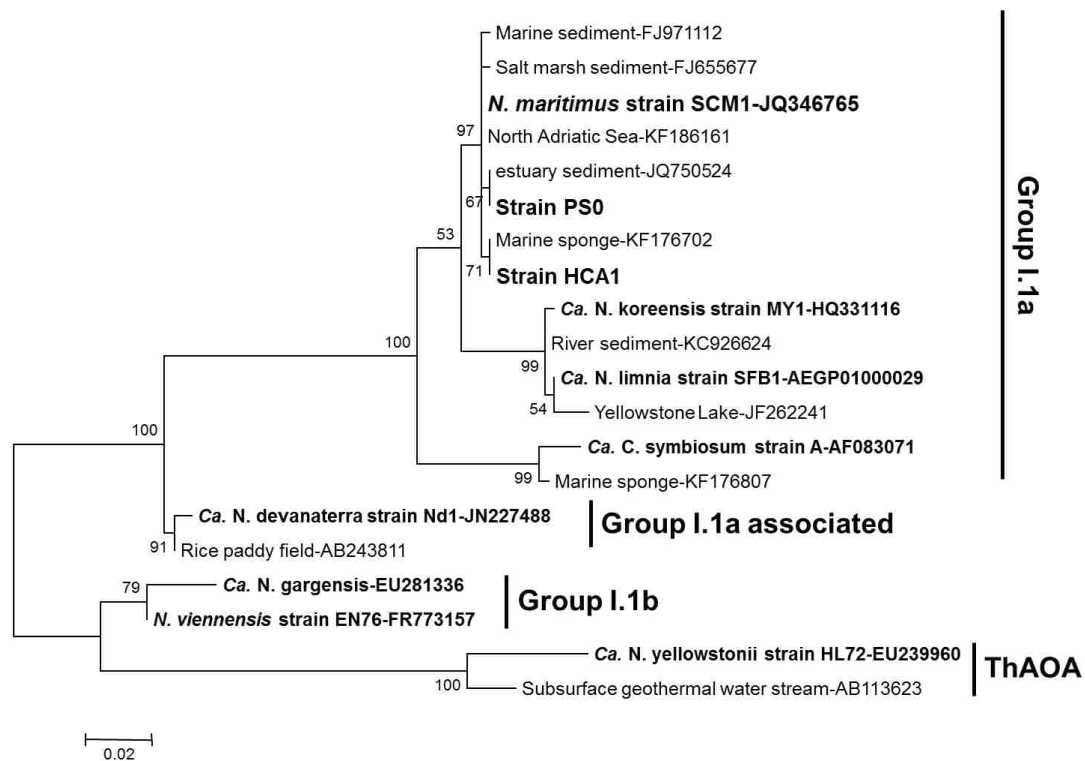 Marine sediment-FJ971112
Salt marsh sediment-FJ655677
N. maritimus strain SCM1-JQ346765
97
North Adriatic Sea-KF186161
estuary sediment-JQ750524
67
Strain PS0
53
Marine sponge-KF176702
71
Strain HCA1
Ca. N. koreensis strain MY1-HQ331116
100
River sediment-KC926624
99
Ca. N. limnia strain SFB1-AEGP01000029
54
Yellowstone Lake-JF262241
Group I.1a
100
Ca. C. symbiosum strain A-AF083071
99
Marine sponge-KF176807
Ca. N. devanaterra strain Nd1-JN227488
Group I.1a associated
91
Rice paddy field-AB243811
79
Ca. N. gargensis-EU281336
Group I.1b
N. viennensis strain EN76-FR773157
Ca. N. yellowstonii strain HL72-EU239960
ThAOA
100
Subsurface geothermal water stream-AB113623
0.02